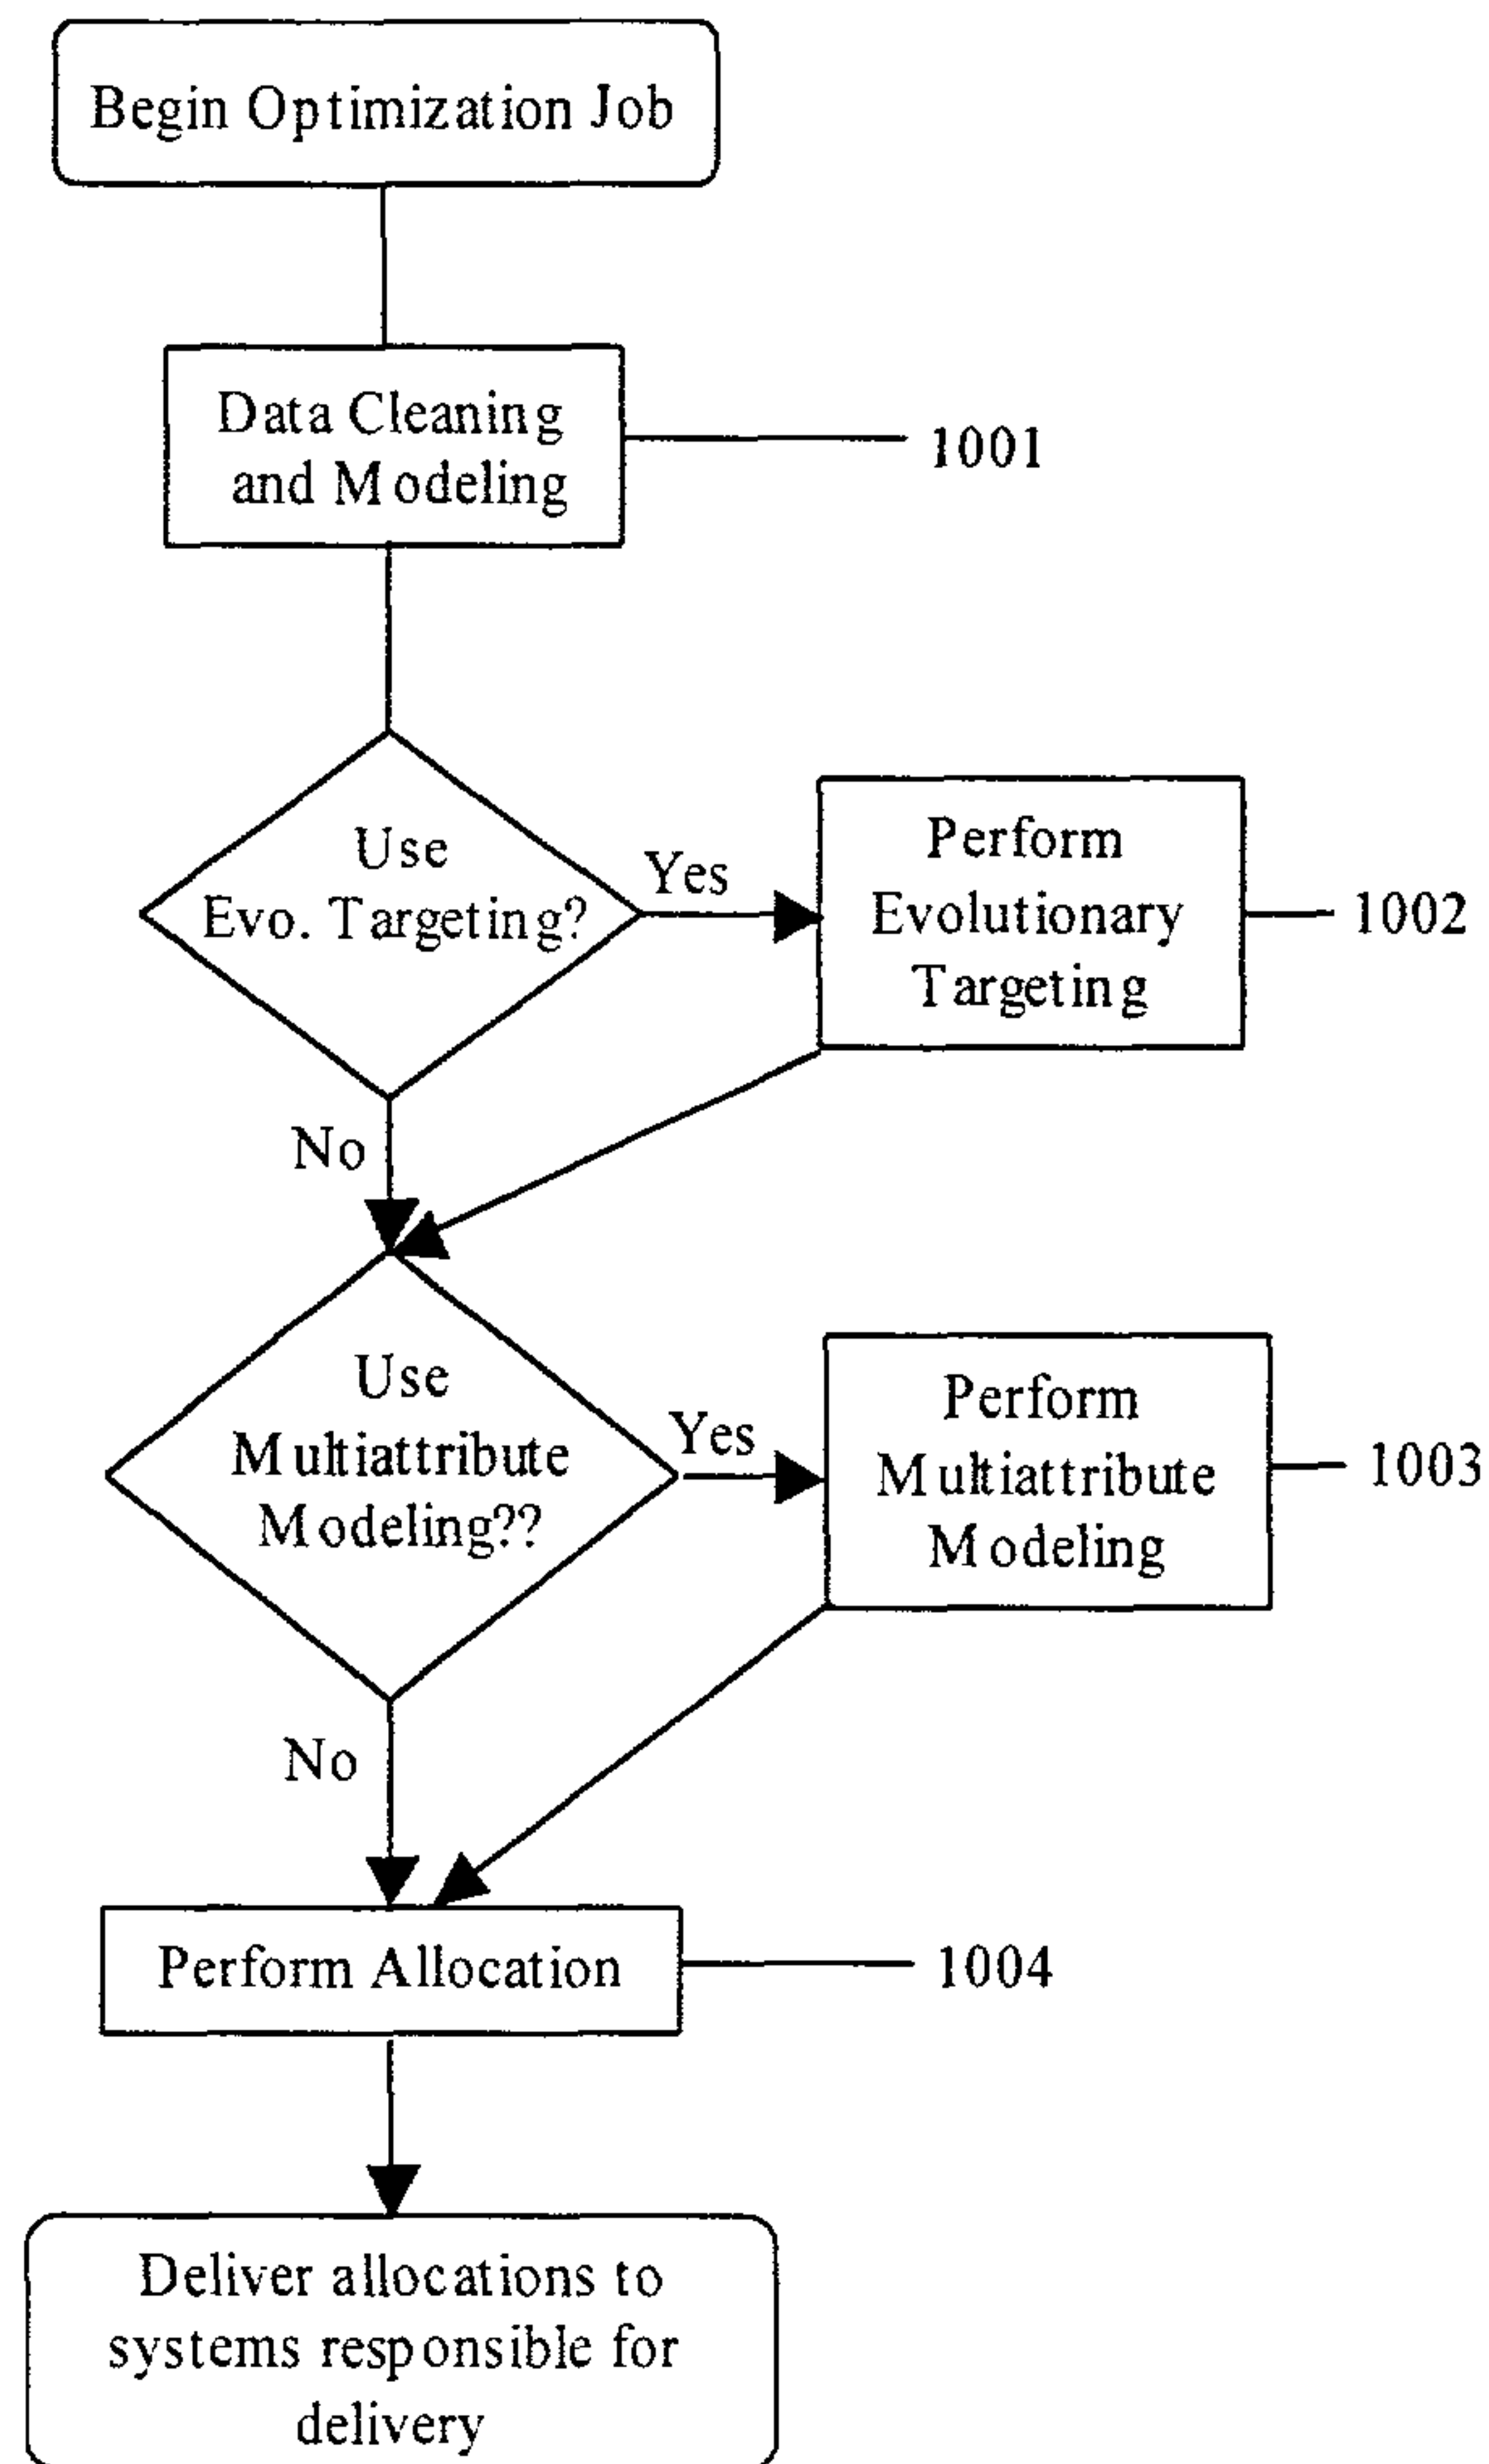 Begin Optimization Job
Data Cleaning
and Modeling
1001
Use
Evo. Targeting?
Yes
Perform
Evolutionary
Targeting
1002
No
Use
Multiattribute
Modeling??
Yes
Perform
Multiattribute
Modeling
1003
No
Perform Allocation
1004
Deliver allocations to
systems responsible for
delivery